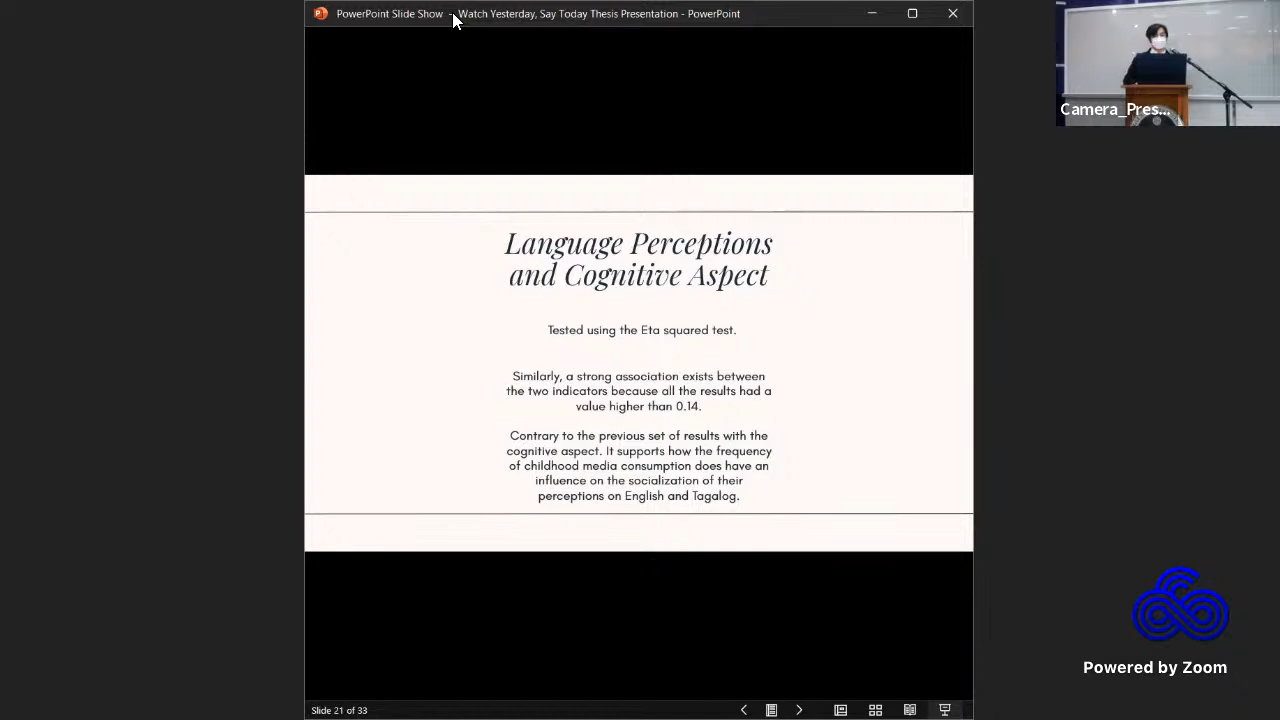 PowerPoint Slide Show - Watch Yesterday, Say Today Thesis Presentation - PowerPoint
Camera_Pres...
Language Perceptions
and Cognitive Aspect
Tested using the Eta squared test.
Similarly, a strong association exists between
the two indicators because all the results had a
value higher than 0.14.
Contrary to the previous set of results with the
cognitive aspect. It supports how the frequency
of childhood media consumption does have an
influence on the socialization of their
perceptions on English and Tagalog.
Powered by Zoom
Slide 21 of 33